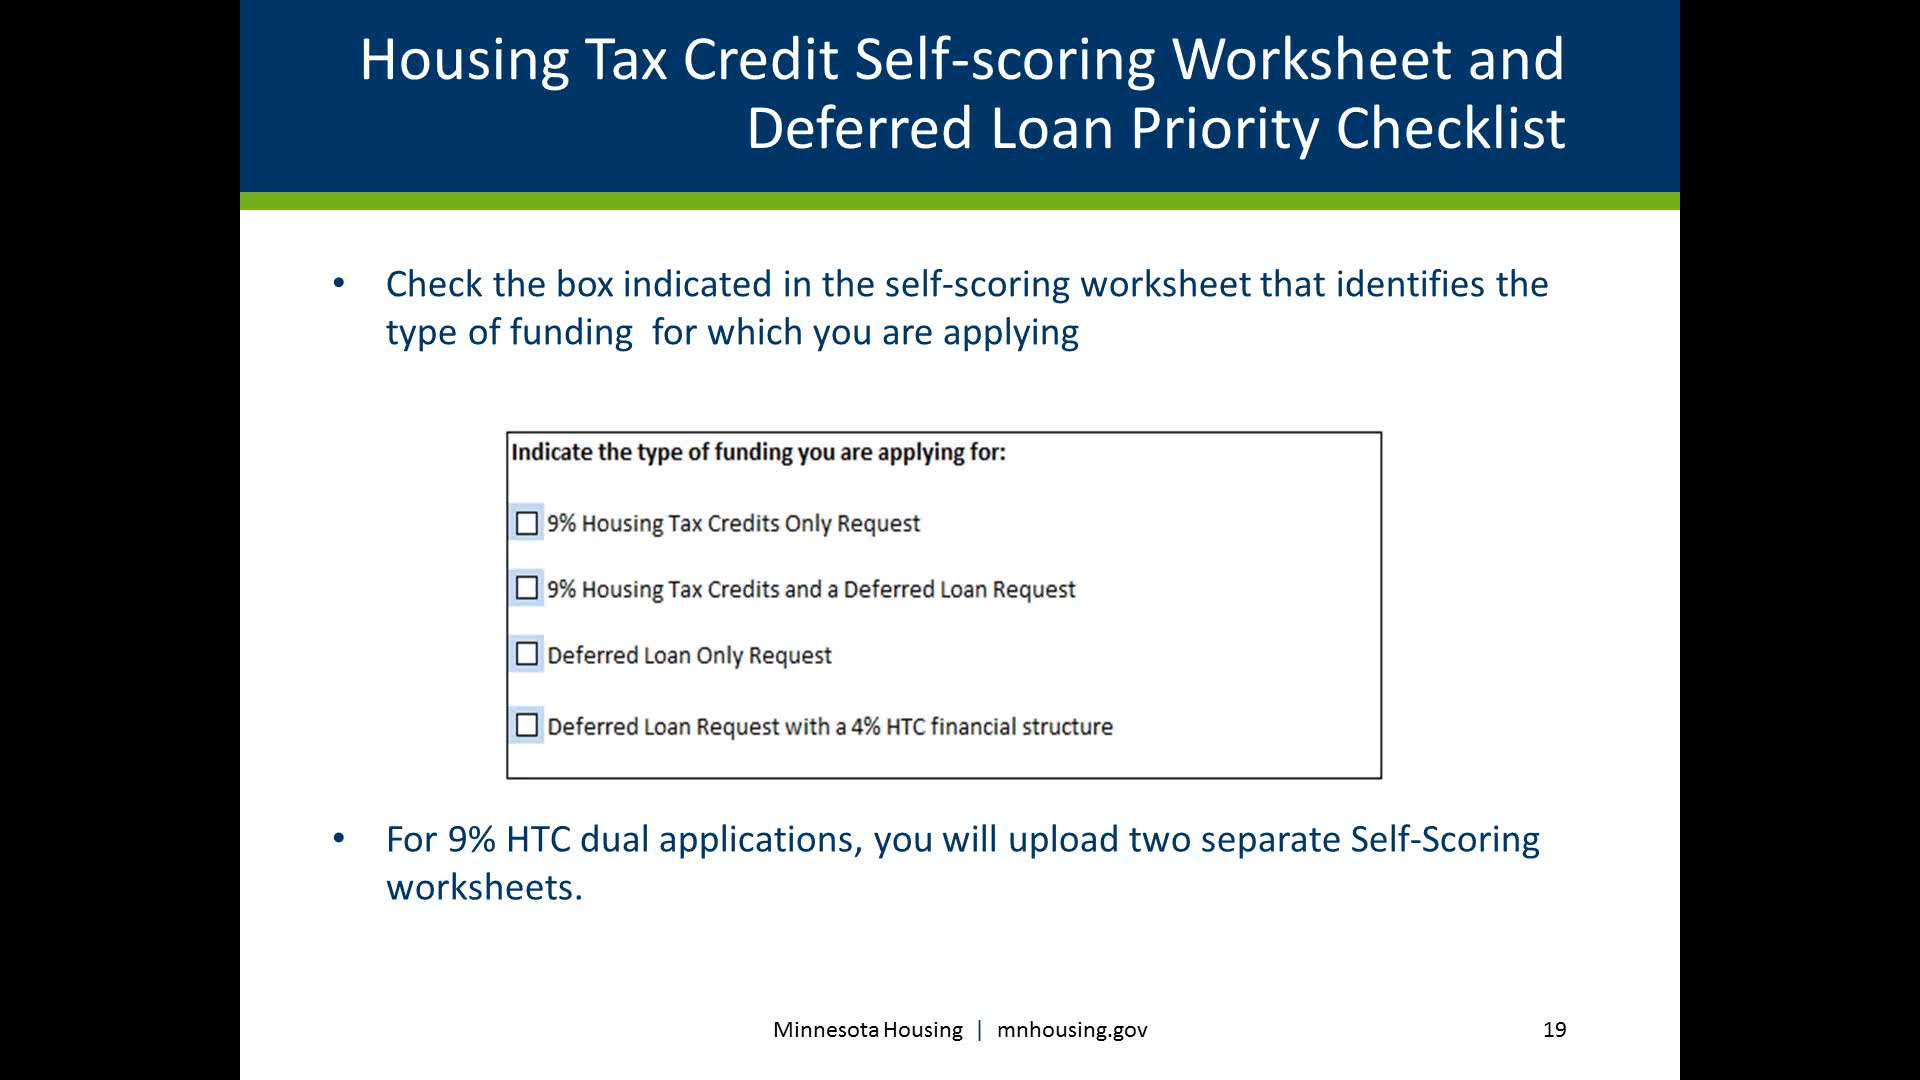 Housing Tax Credit Self-scoring Worksheet and
Deferred Loan Priority Checklist
• Check the box indicated in the self-scoring worksheet that identifies the
type of funding  for which you are applying
Indicate the type of funding you are applying for:
☐ 9% Housing Tax Credits Only Request
☐ 9% Housing Tax Credits and a Deferred Loan Request
☐ Deferred Loan Only Request
☐ Deferred Loan Request with a 4% HTC financial structure
• For 9% HTC dual applications, you will upload two separate Self-Scoring
worksheets.
Minnesota Housing | mnhousing.gov
19